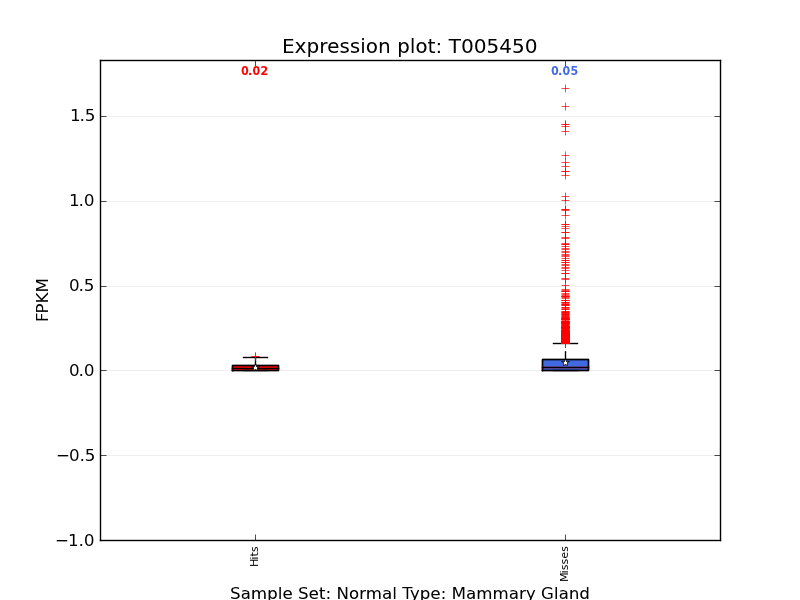 Expression plot: T005450
0.02
0.05
1.5
1.0
0.5
0.0
−0.5
−1.0
FPKM
Hits
Misses
Sample Set: Normal Type: Mammary Gland